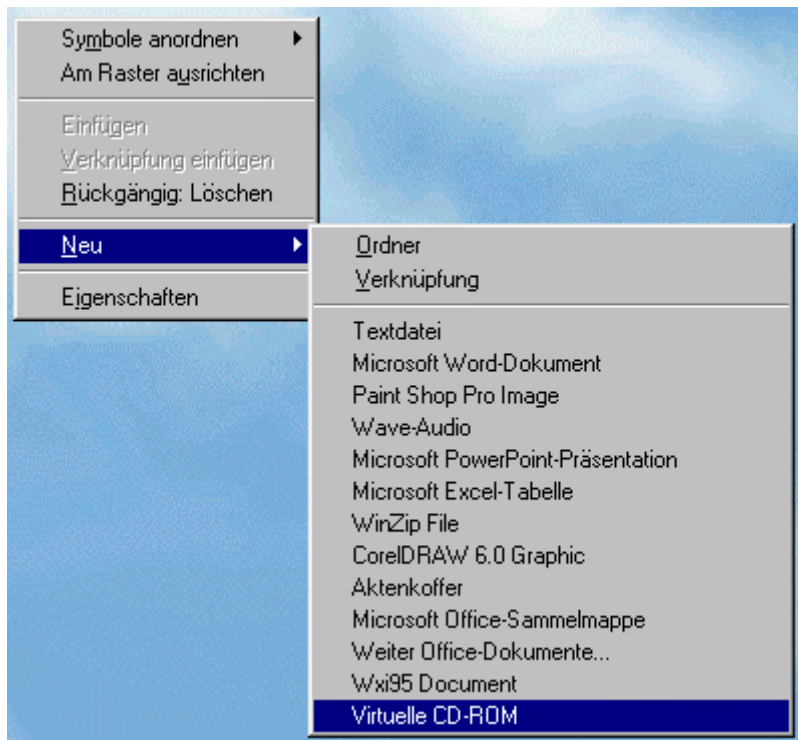 Symbole anordnen
Am Raster ausrichten
Einfügen
Verknüpfung einfügen
Rückgängig: Löschen
Neu
Eigenschaften
Ordner
Verknüpfung
Textdatei
Microsoft Word-Dokument
Paint Shop Pro Image
Wave-Audio
Microsoft PowerPoint-Präsentation
Microsoft Excel-Tabelle
WinZip File
CorelDRAW 6.0 Graphic
Aktenkoffer
Microsoft Office-Sammelmappe
Weiter Office-Dokumente...
Wxi95 Document
Virtuelle CD-ROM